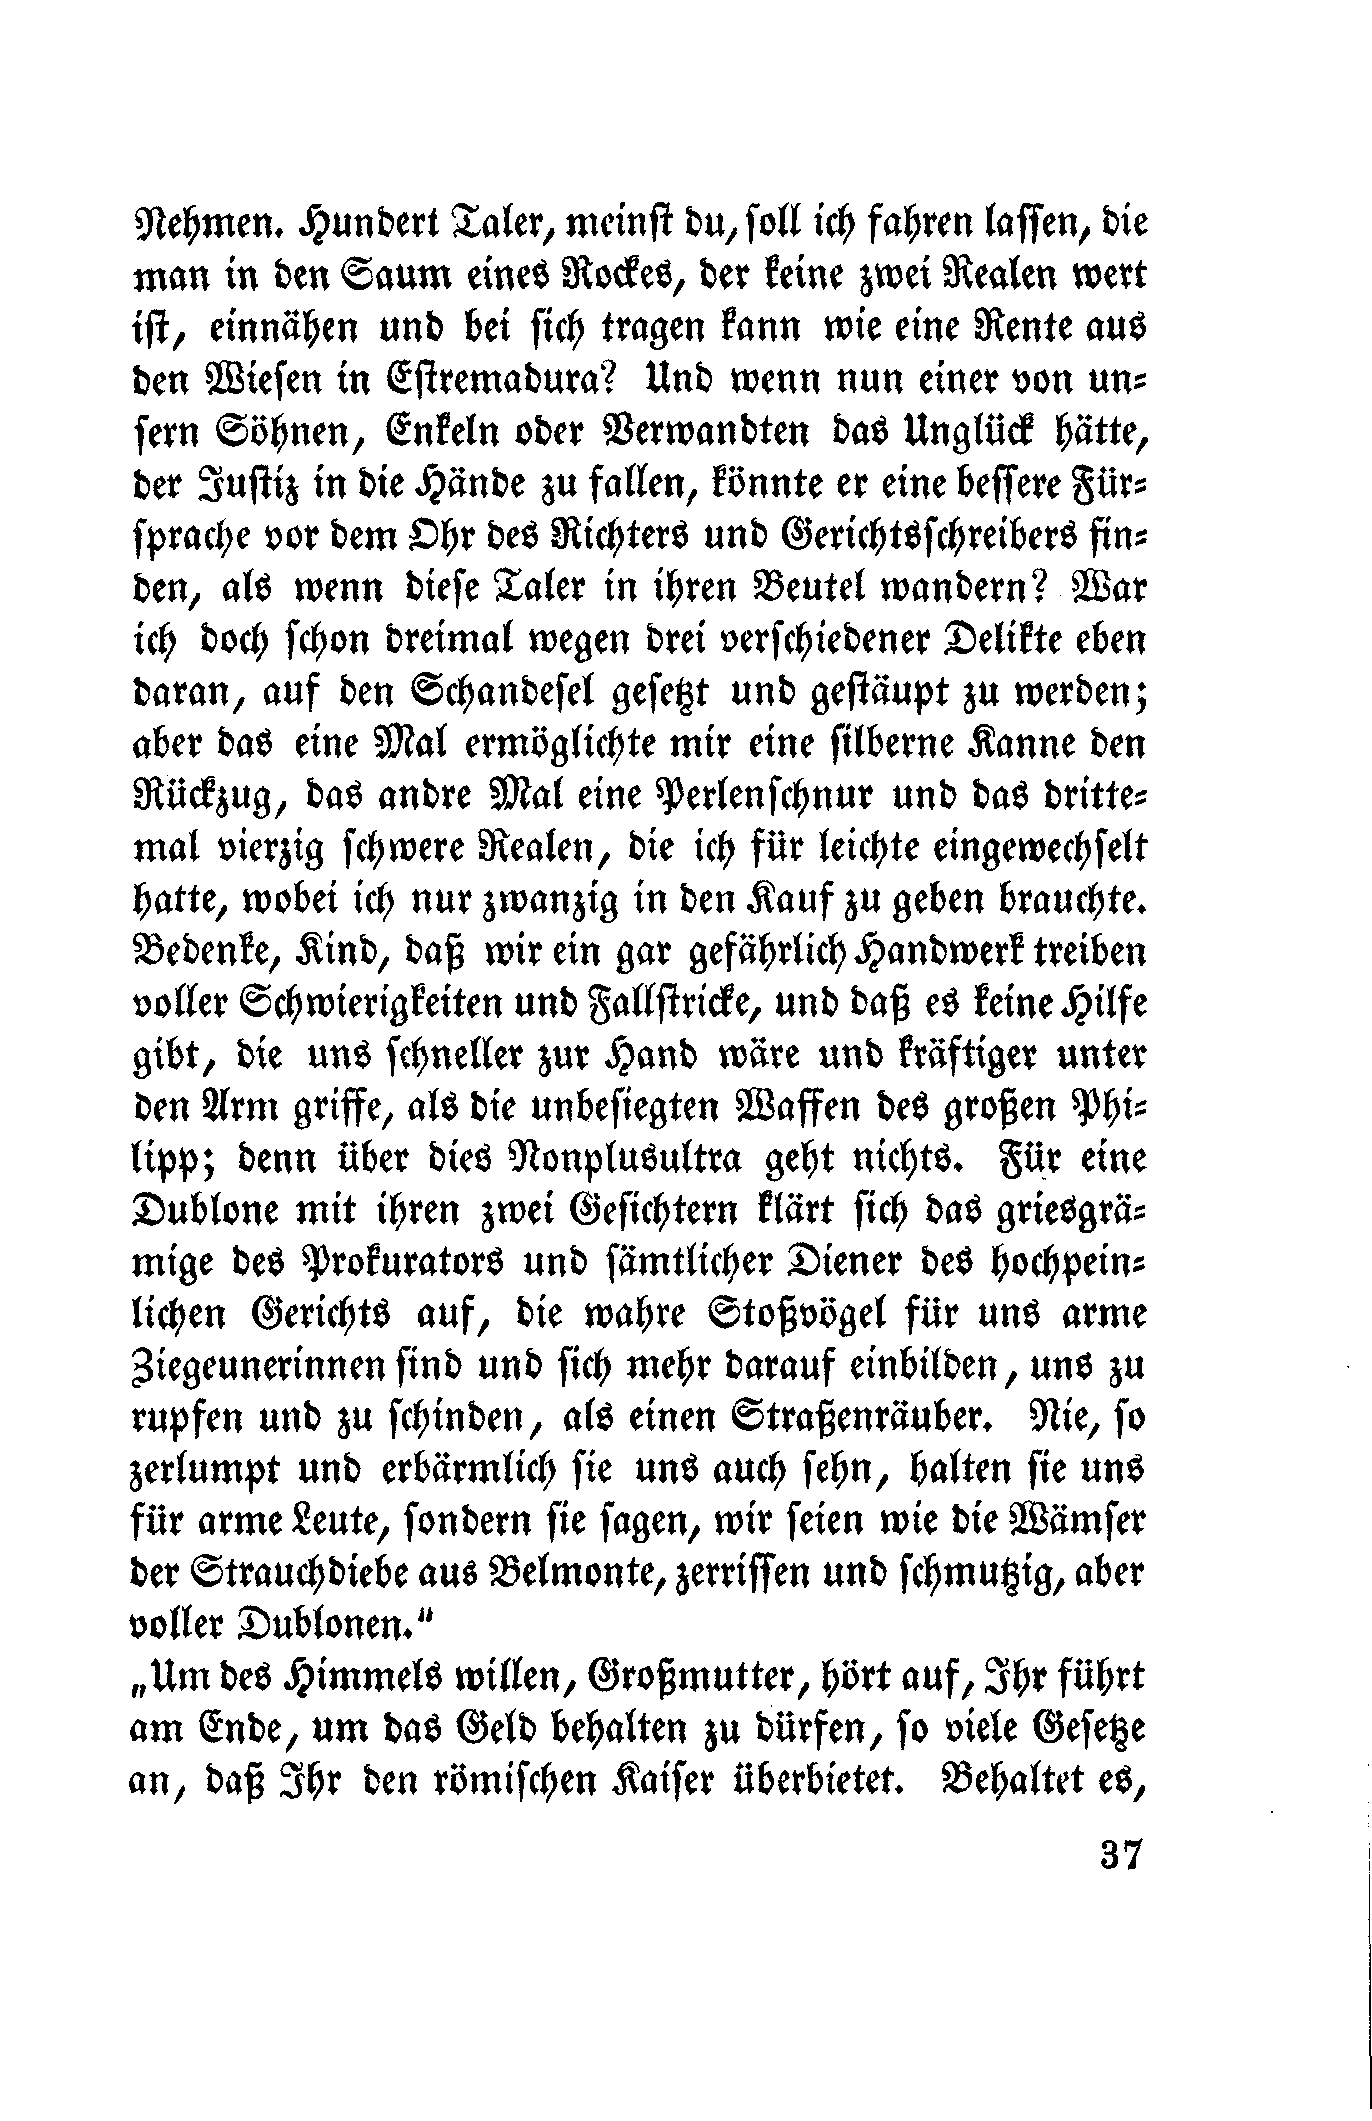 Nehmen. Hundert Taler, meinst du, soll ich fahren lassen, die
man in den Saum eines Rockes, der keine zwei Realen wert
ist, einnähen und bei sich tragen kann wie eine Rente aus
den Wiesen in Estremadura? Und wenn nun einer von un-
sern Söhnen, Enkeln oder Verwandten das Unglück hätte,
der Justiz in die Hände zu fallen, könnte er eine bessere Für-
sprache vor dem Ohr des Richters und Gerichtsschreibers fin-
den, als wenn diese Taler in ihren Beutel wandern? War
ich doch schon dreimal wegen drei verschiedener Delikte eben
daran, auf den Schandesel gesetzt und gestäupt zu werden;
aber das eine Mal ermöglichte mir eine silberne Kanne den
Rückzug, das andre Mal eine Perlenschnur und das dritte-
mal vierzig schwere Realen, die ich für leichte eingewechselt
hatte, wobei ich nur zwanzig in den Kauf zu geben brauchte.
Bedenke, Kind, daß wir ein gar gefährlich Handwerk treiben
voller Schwierigkeiten und Fallstricke, und daß es keine Hilfe
gibt, die uns schneller zur Hand wäre und kräftiger unter
den Arm griffe, als die unbesiegten Waffen des großen Phi-
lipp; denn über dies Nonplusultra geht nichts. Für eine
Dublone mit ihren zwei Gesichtern klärt sich das griesgrä-
mige des Prokurators und sämtlicher Diener des hochpein-
lichen Gerichts auf, die wahre Stoßvögel für uns arme
Ziegeunerinnen sind und sich mehr darauf einbilden, uns zu
rupfen und zu schinden, als einen Straßenräuber. Nie, so
zerlumpt und erbärmlich sie uns auch sehn, halten sie uns
für arme Leute, sondern sie sagen, wir seien wie die Wämser
der Strauchdiebe aus Belmonte, zerrissen und schmutzig, aber
voller Dublonen.“
„Um des Himmels willen, Großmutter, hört auf, Ihr führt
am Ende, um das Geld behalten zu dürfen, so viele Gesetze
an, daß Ihr den römischen Kaiser überbietet. Behaltet es,
37